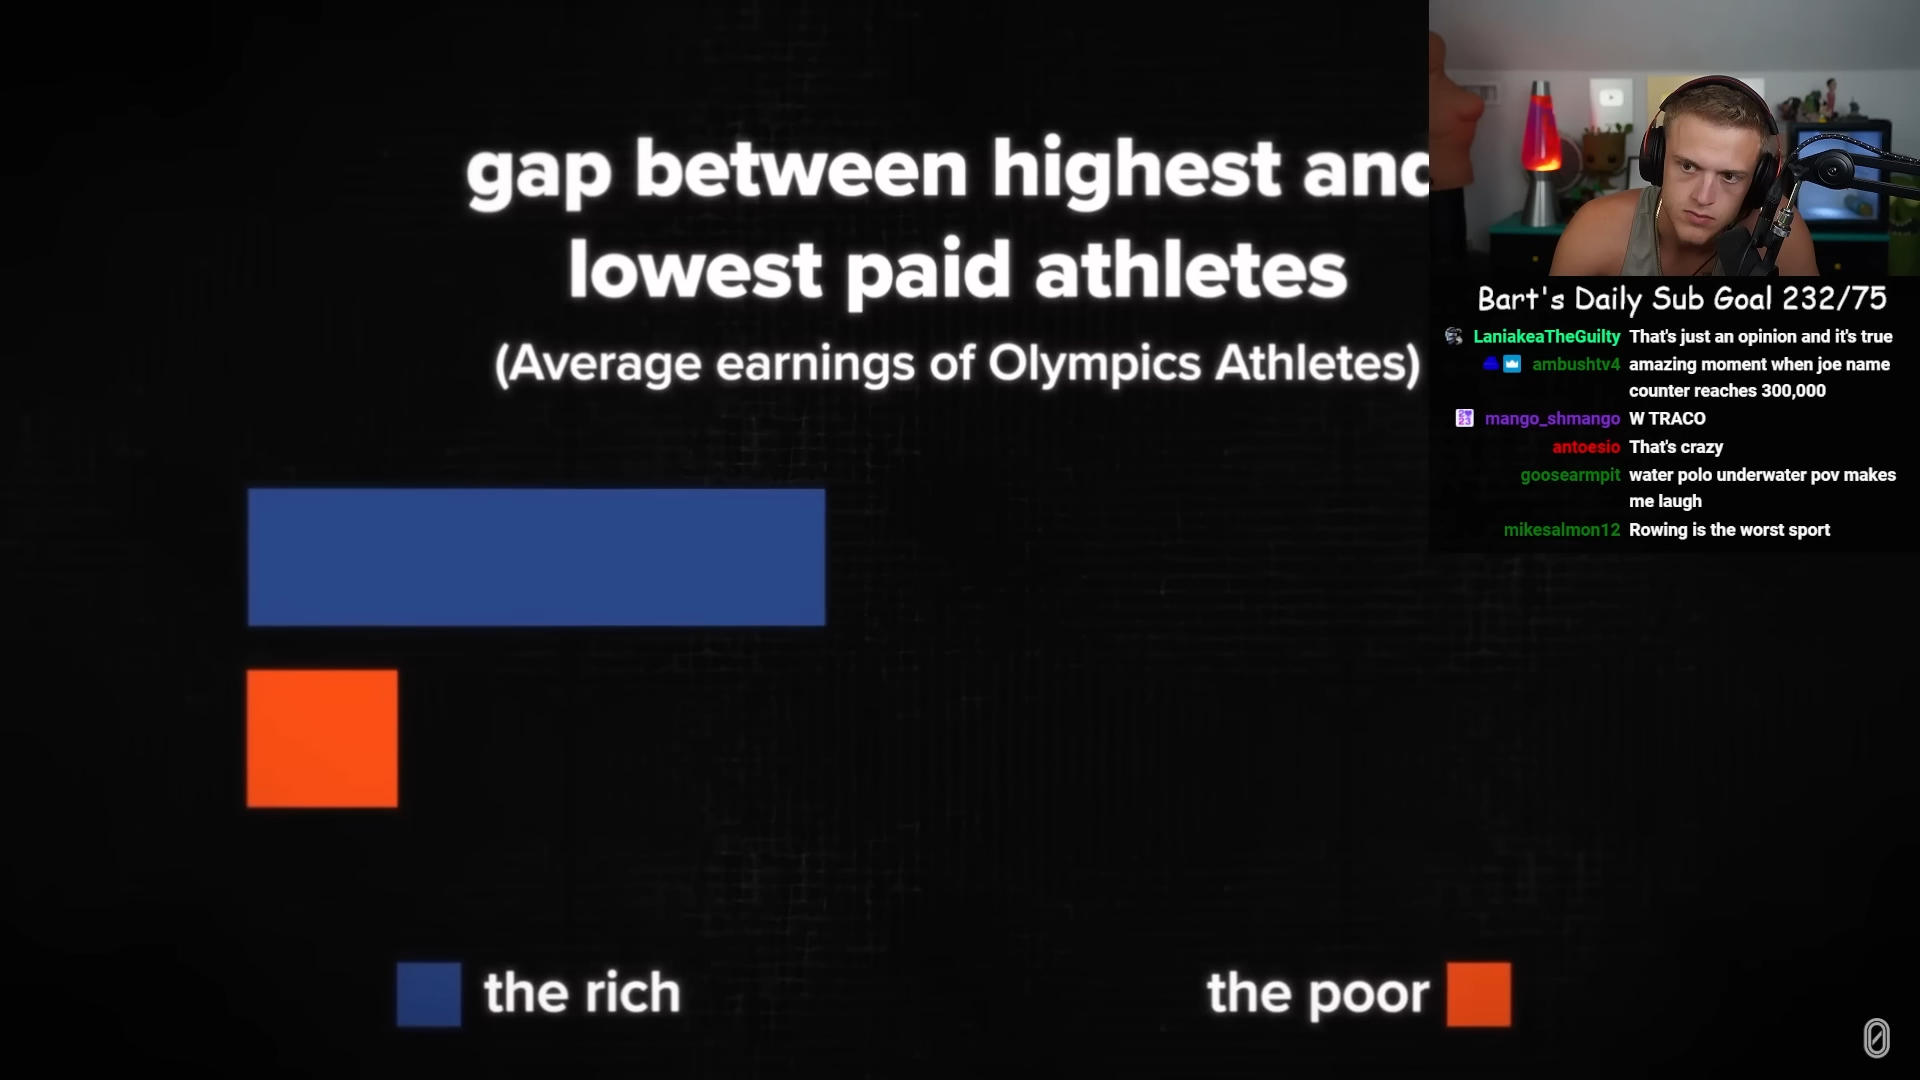 gap between highest and
lowest paid athletes
(Average earnings of Olympics Athletes)
the rich
the poor
Bart's Daily Sub Goal 232/75
LaniakeaTheGuilty That's just an opinion and it's true
ambushtv4 amazing moment when joe name
counter reaches 300,000
mango_shmango W TRACO
antoesio That's crazy
goosearmpit water polo underwater pov makes
me laugh
mikesalmon12 Rowing is the worst sport